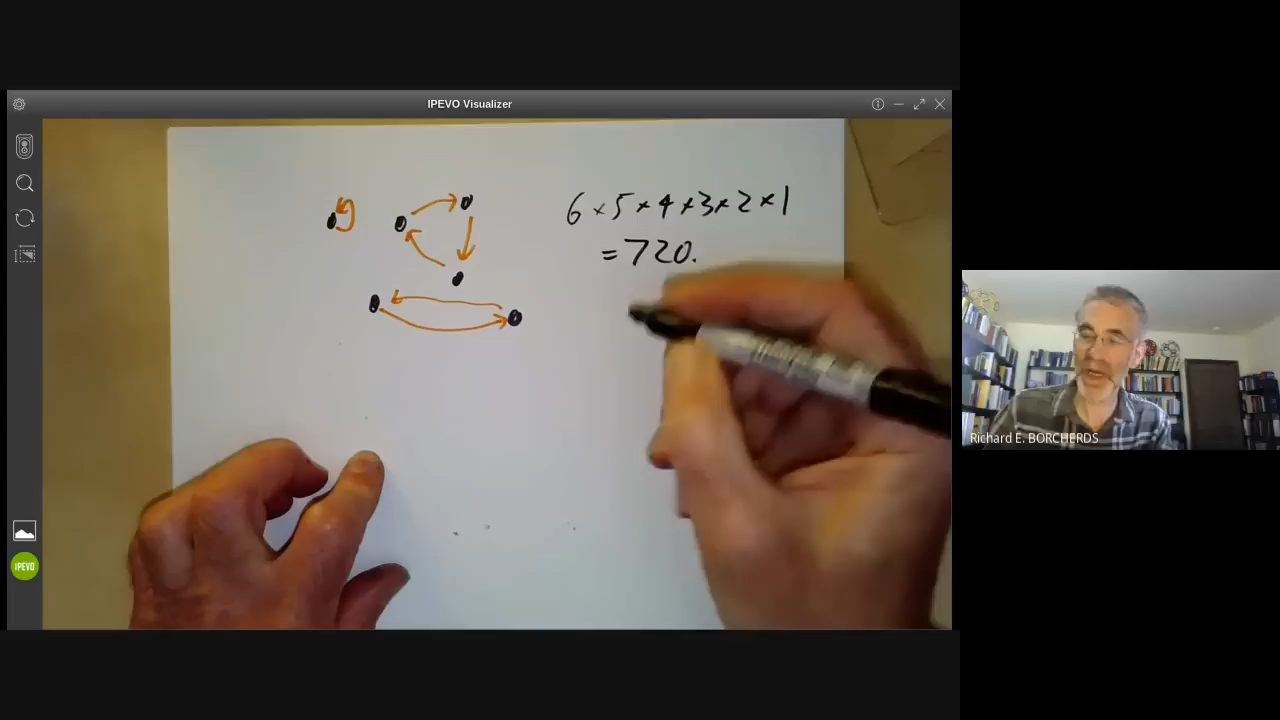 IPEVO Visualizer
6 × 5 × 4 × 3 × 2 × 1
= 720.
IPEVO
Richard E. BORCHERDS